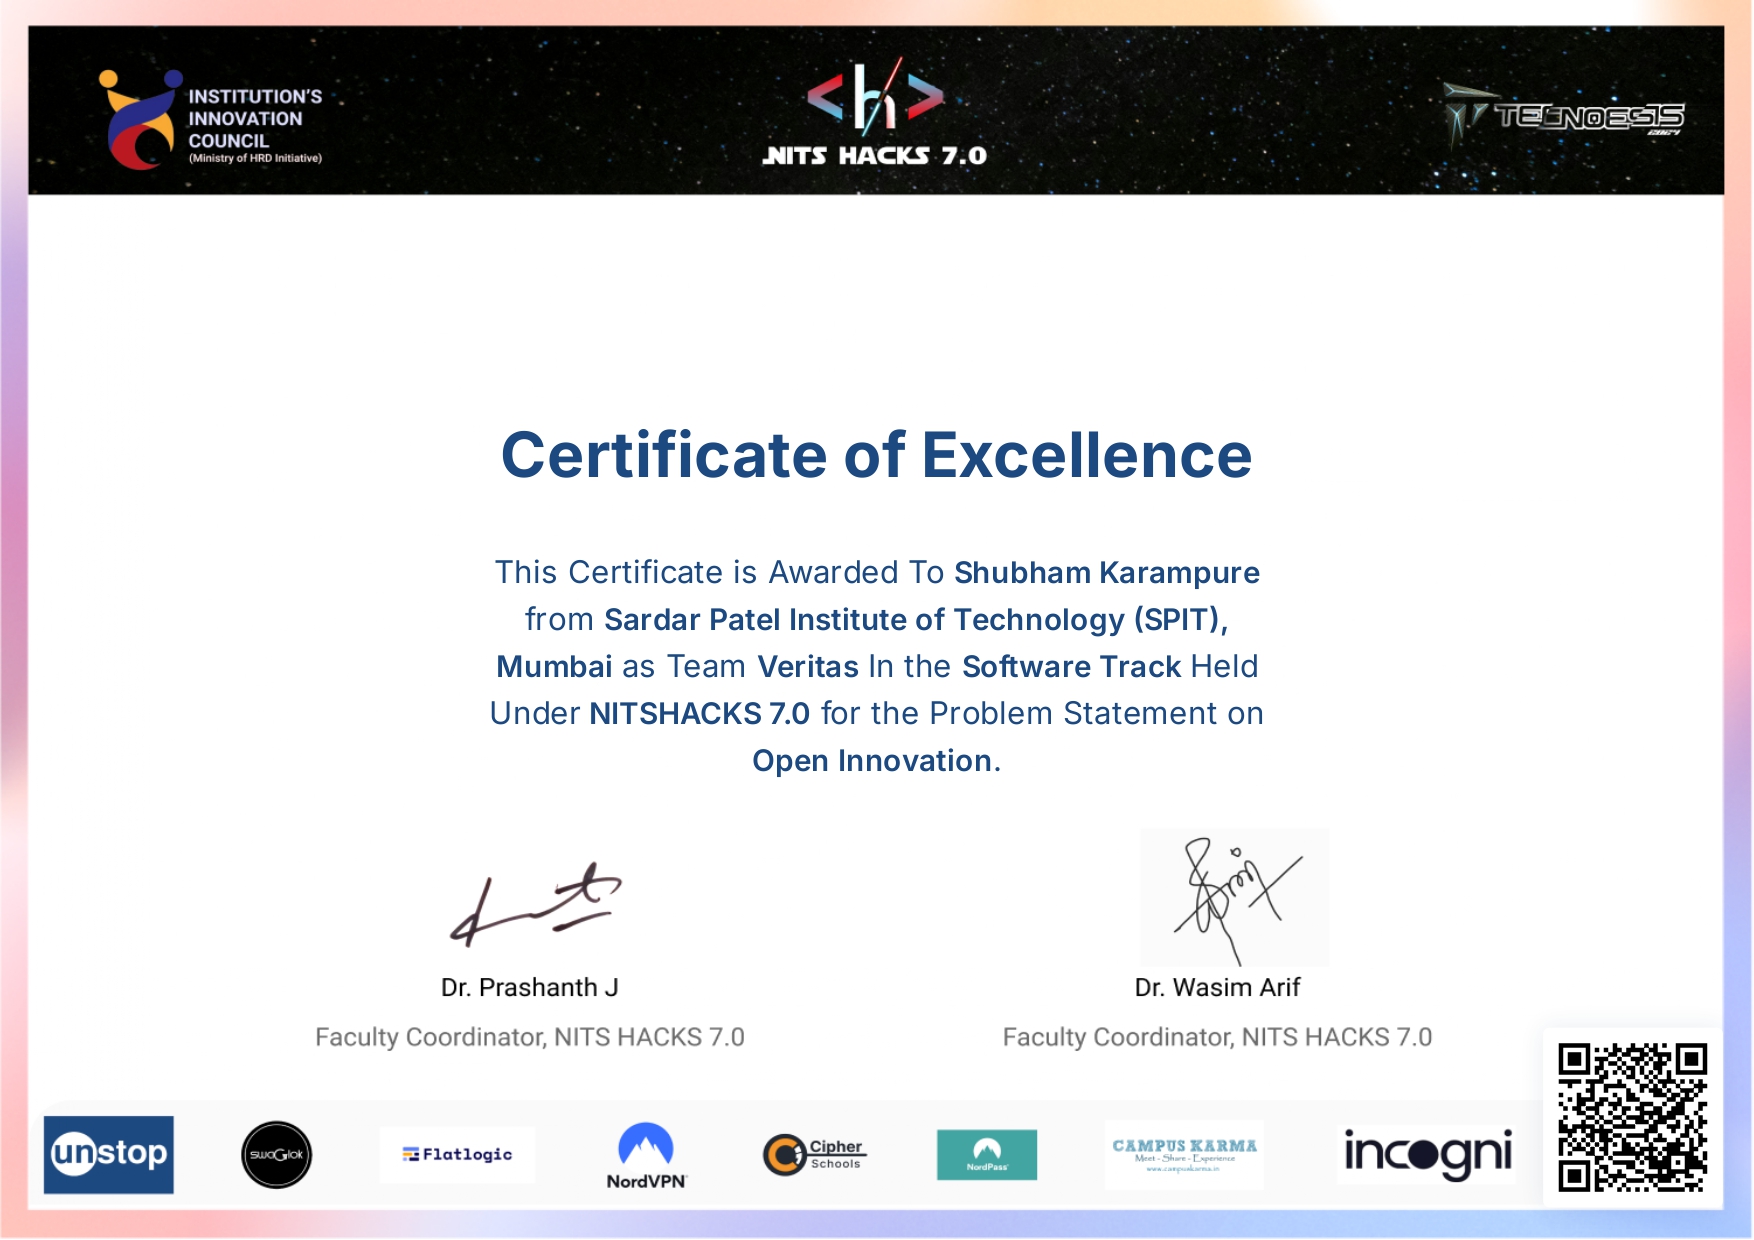 INSTITUTION'S
INNOVATION
COUNCIL
(Ministry of HRD Initiative)
<h>
NITS HACKS 7.0
TECNOESIS
2024
Certificate of Excellence
This Certificate is Awarded To Shubham Karampure
from Sardar Patel Institute of Technology (SPIT),
Mumbai as Team Veritas In the Software Track Held
Under NITSHACKS 7.0 for the Problem Statement on
Open Innovation.
Dr. Prashanth J
Faculty Coordinator, NITS HACKS 7.0
Dr. Wasim Arif
Faculty Coordinator, NITS HACKS 7.0
unstop
swaGlok
Flatlogic
NordVPN
Cipher
Schools
NordPass
CAMPUS KARMA
Meet - Share - Experience
www.campuskarma.in
incogni